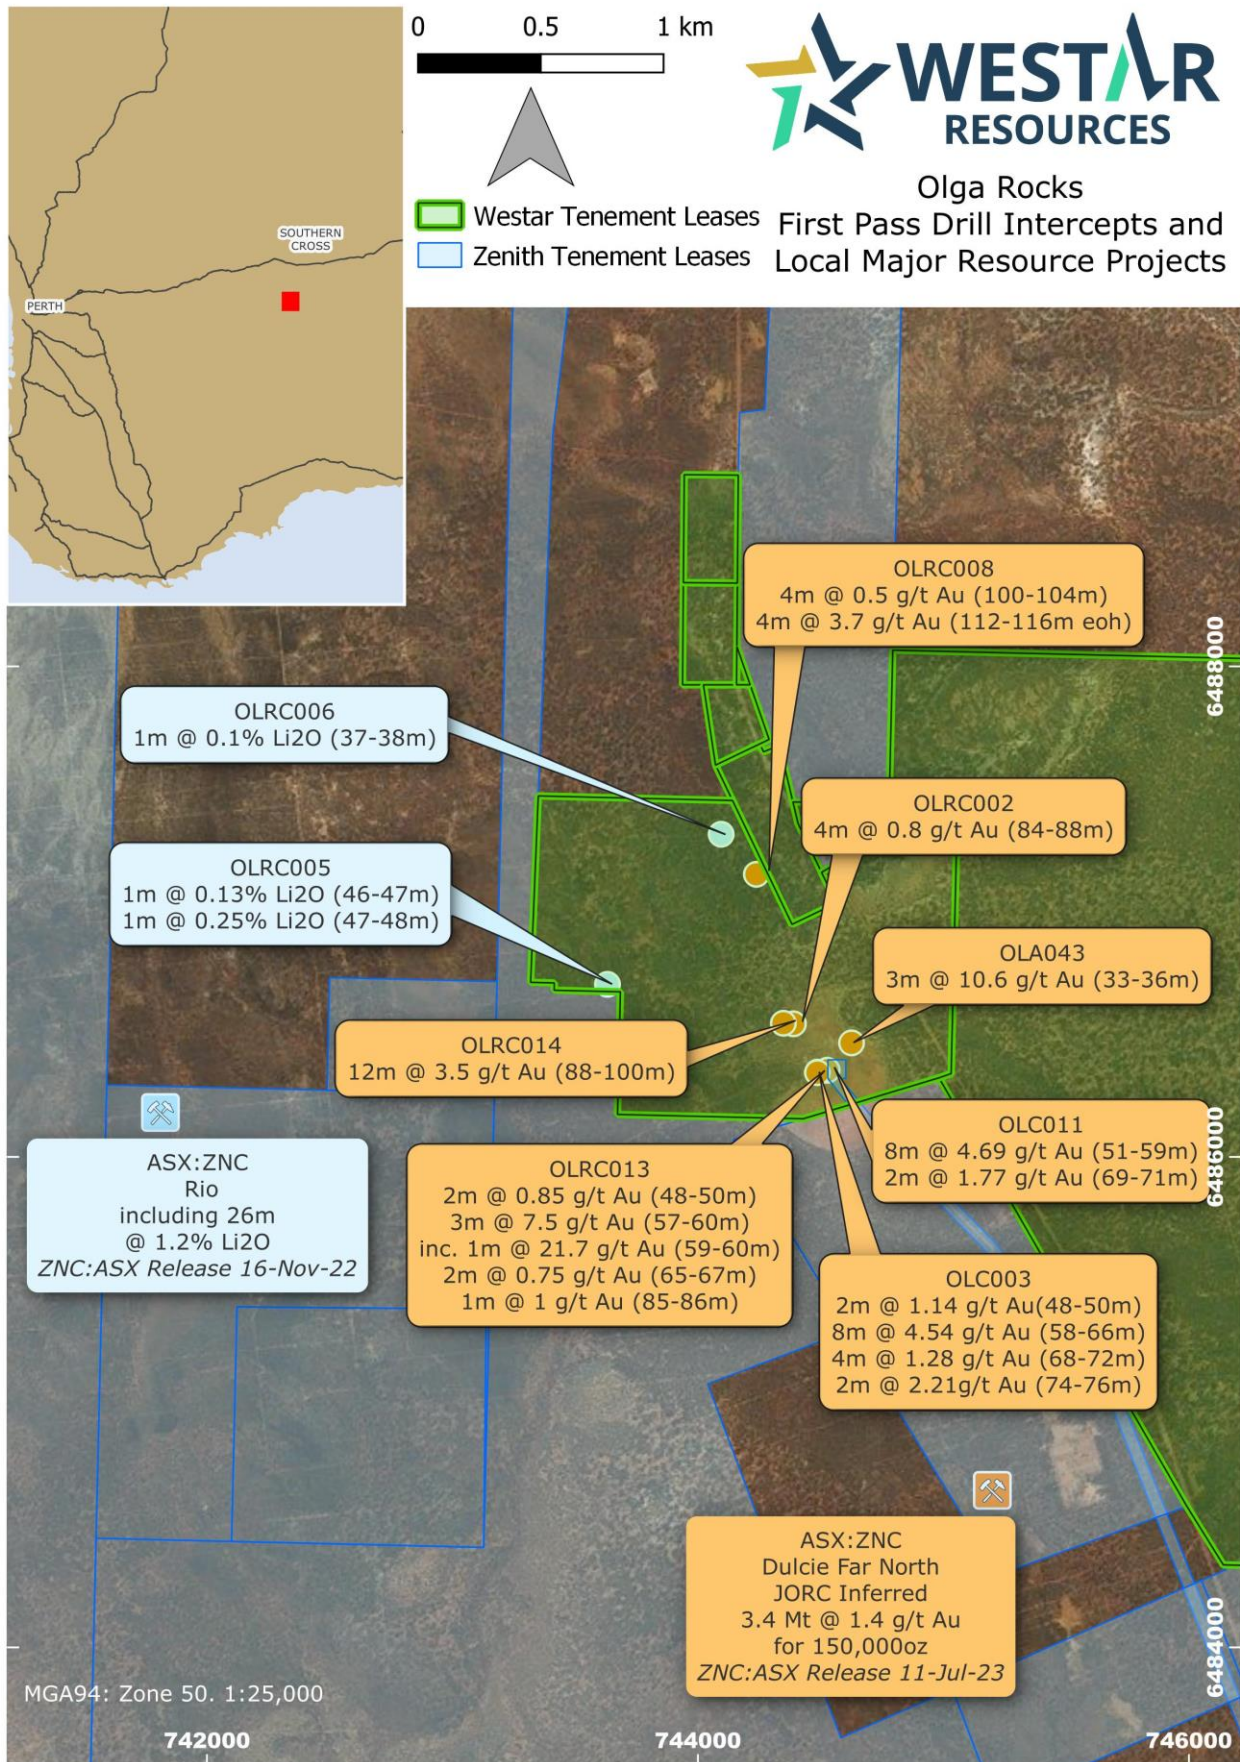 0 0.5 1 km
WESTAR
RESOURCES
Olga Rocks
First Pass Drill Intercepts and
Local Major Resource Projects
Westar Tenement Leases
Zenith Tenement Leases
SOUTHERN
CROSS
PERTH
OLRC008
4m @ 0.5 g/t Au (100-104m)
4m @ 3.7 g/t Au (112-116m eoh)
6488000
OLRC006
1m @ 0.1% Li2O (37-38m)
OLRC002
4m @ 0.8 g/t Au (84-88m)
OLRC005
1m @ 0.13% Li2O (46-47m)
1m @ 0.25% Li2O (47-48m)
OLA043
3m @ 10.6 g/t Au (33-36m)
OLRC014
12m @ 3.5 g/t Au (88-100m)
OLC011
8m @ 4.69 g/t Au (51-59m)
2m @ 1.77 g/t Au (69-71m)
6486000
ASX:ZNC
Rio
including 26m
@ 1.2% Li2O
ZNC:ASX Release 16-Nov-22
OLRC013
2m @ 0.85 g/t Au (48-50m)
3m @ 7.5 g/t Au (57-60m)
inc. 1m @ 21.7 g/t Au (59-60m)
2m @ 0.75 g/t Au (65-67m)
1m @ 1 g/t Au (85-86m)
OLC003
2m @ 1.14 g/t Au(48-50m)
8m @ 4.54 g/t Au (58-66m)
4m @ 1.28 g/t Au (68-72m)
2m @ 2.21g/t Au (74-76m)
ASX:ZNC
Dulcie Far North
JORC Inferred
3.4 Mt @ 1.4 g/t Au
for 150,000oz
ZNC:ASX Release 11-Jul-23
6484000
MGA94: Zone 50. 1:25,000
742000 744000 746000